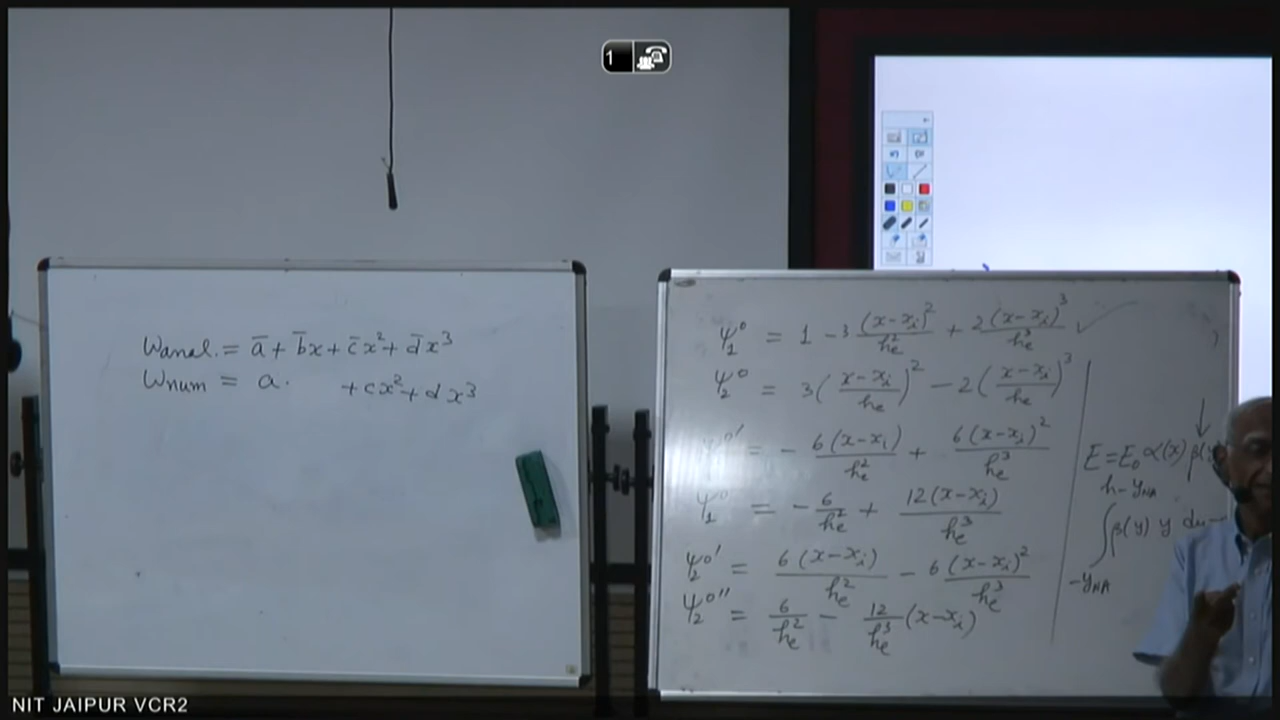 1
Wanal. = a̅ + b̅x + c̅x² + d̅x³
Wnum = a. + cx² + dx³
ψ₁⁰ = 1 - 3 (x-xᵢ)²/hₑ² + 2(x-xᵢ)³/hₑ³ ✓
ψ₂⁰ = 3((x-xᵢ)/hₑ)² - 2((x-xᵢ)/hₑ)³
ψ⁰′ = - 6(x-xᵢ)/hₑ² + 6(x-xᵢ)²/hₑ³
ψ₁⁰ = - 6/hₑ² + 12(x-xᵢ)/hₑ³
ψ₂⁰′ = 6(x-xᵢ)/hₑ² - 6(x-xᵢ)²/hₑ³
ψ₂⁰″ = 6/hₑ² - 12/hₑ³ (x-xᵢ)
E = E₀ α(x) β(y
h-yNA
∫ β(y) y dy
-yNA
NIT JAIPUR VCR2